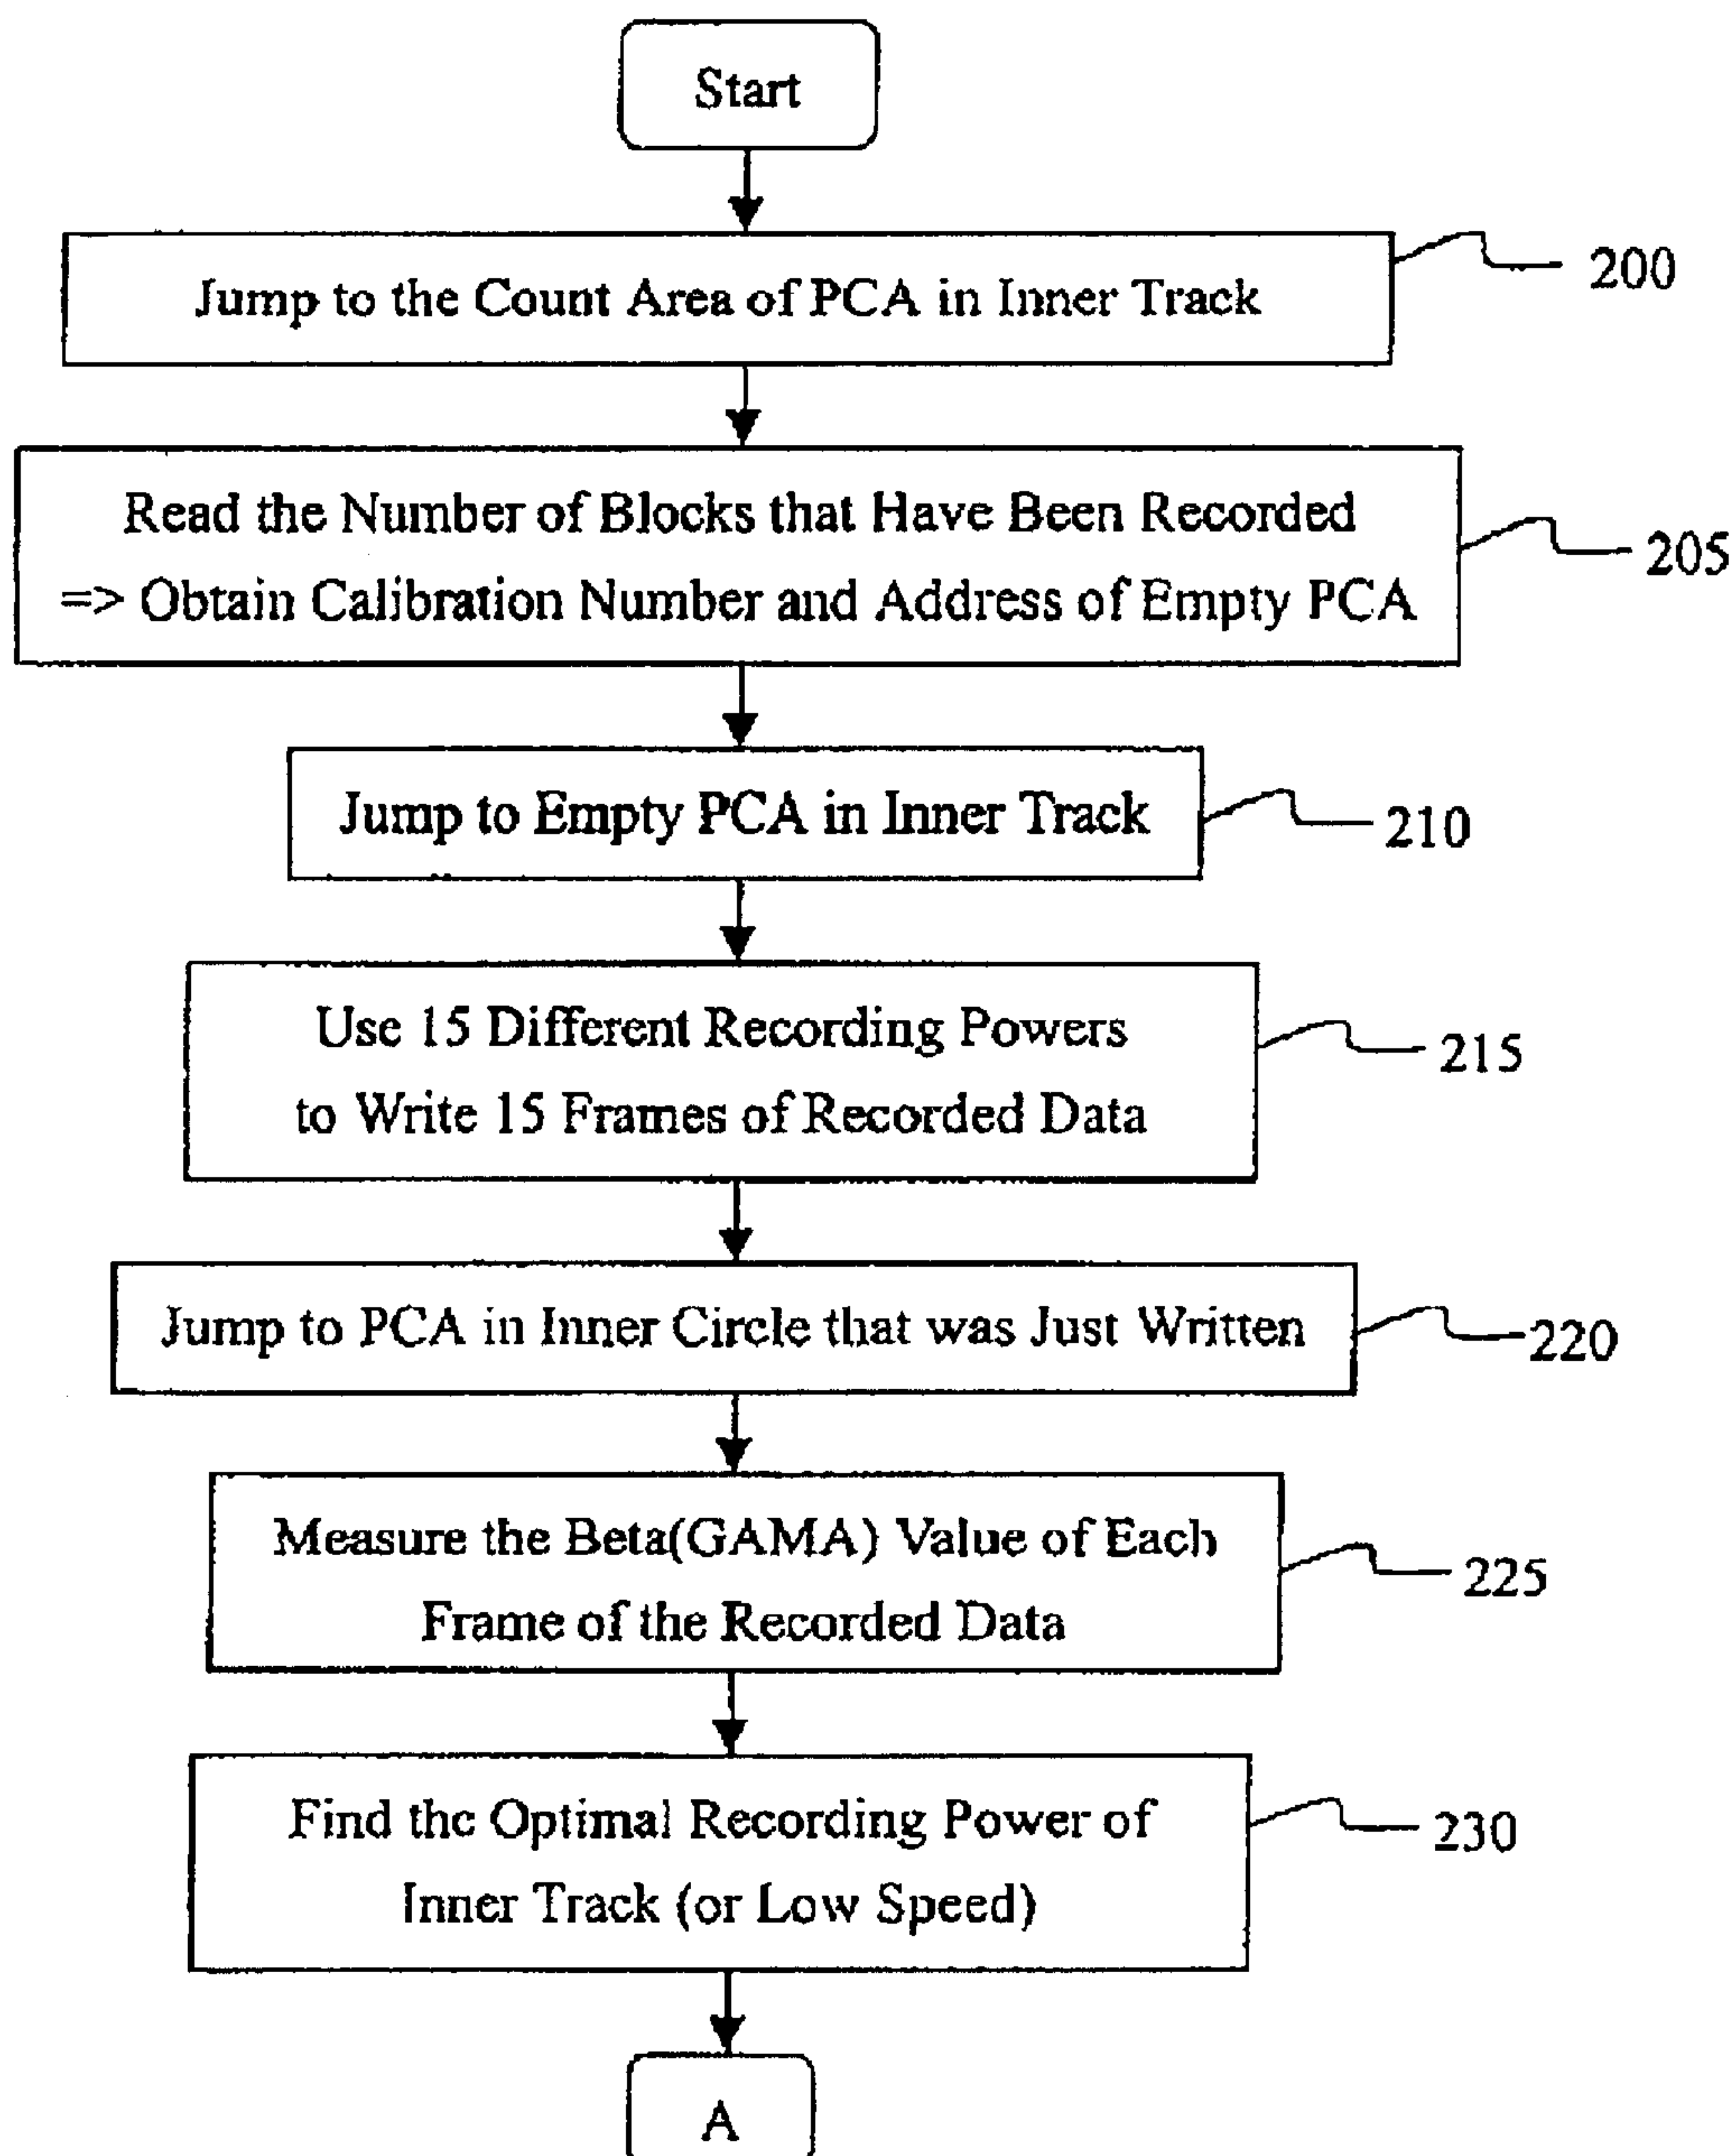 Start
Jump to the Count Area of PCA in Inner Track
200
Read the Number of Blocks that Have Been Recorded
=> Obtain Calibration Number and Address of Empty PCA
205
Jump to Empty PCA in Inner Track
210
Use 15 Different Recording Powers
to Write 15 Frames of Recorded Data
215
Jump to PCA in Inner Circle that was Just Written
220
Measure the Beta(GAMA) Value of Each
Frame of the Recorded Data
225
Find the Optimal Recording Power of
Inner Track (or Low Speed)
230
A